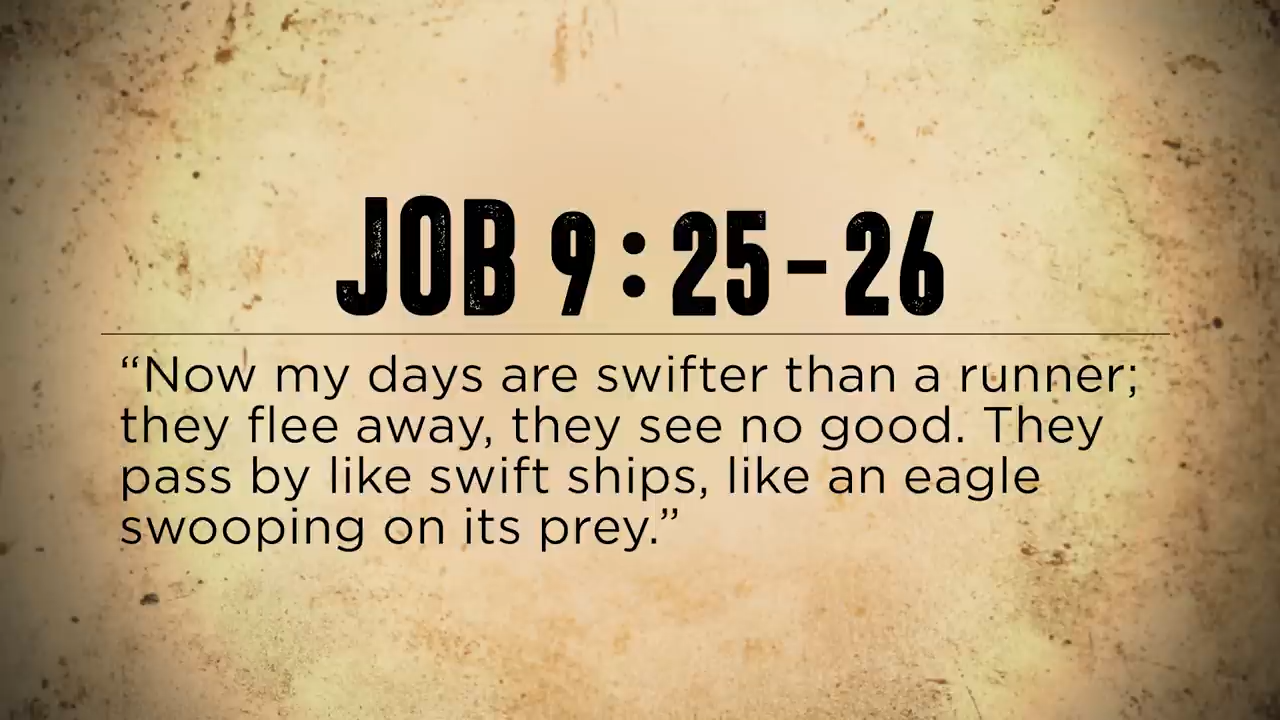 JOB 9:25-26
“Now my days are swifter than a runner;
they flee away, they see no good. They
pass by like swift ships, like an eagle
swooping on its prey.”